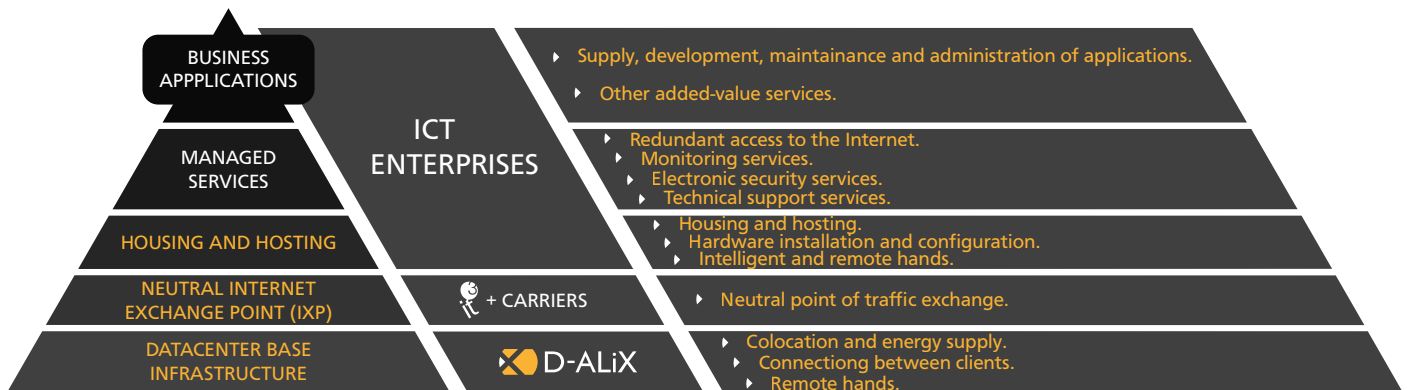 BUSINESS
APPPLICATIONS
ICT
ENTERPRISES
Supply, development, maintainance and administration of applications.
Other added-value services.
MANAGED
SERVICES
Redundant access to the Internet.
Monitoring services.
Electronic security services.
Technical support services.
HOUSING AND HOSTING
Housing and hosting.
Hardware installation and configuration.
Intelligent and remote hands.
NEUTRAL INTERNET
EXCHANGE POINT (IXP)
it3 + CARRIERS
Neutral point of traffic exchange.
DATACENTER BASE
INFRASTRUCTURE
D-ALiX
Colocation and energy supply.
Connectiong between clients.
Remote hands.